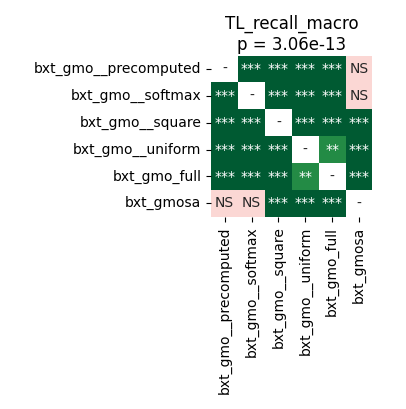 TL_recall_macro
p = 3.06e-13
bxt_gmo__precomputed - *** *** *** *** NS
bxt_gmo__softmax *** - *** *** *** NS
bxt_gmo__square *** *** - *** *** ***
bxt_gmo__uniform *** *** *** - ** ***
bxt_gmo_full *** *** *** ** - ***
bxt_gmosa NS NS *** *** *** -
bxt_gmo__precomputed
bxt_gmo__softmax
bxt_gmo__square
bxt_gmo__uniform
bxt_gmo_full
bxt_gmosa